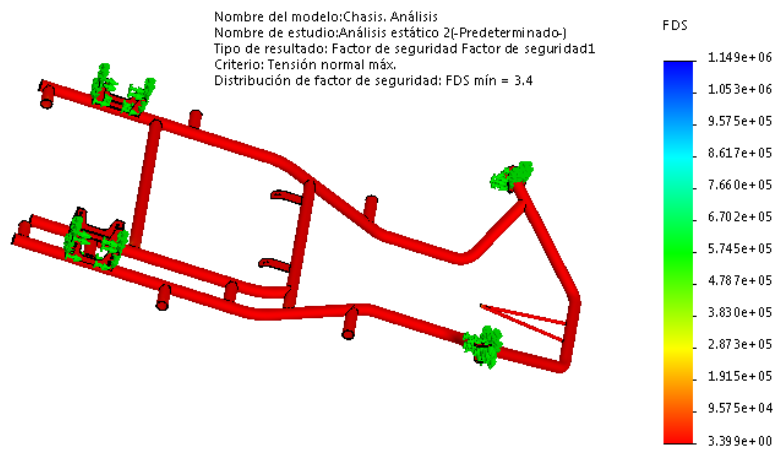 Nombre del modelo:Chasis. Análisis
Nombre de estudio:Análisis estático 2(-Predeterminado-)
Tipo de resultado: Factor de seguridad Factor de seguridad1
Criterio: Tensión normal máx.
Distribución de factor de seguridad: FDS mín = 3.4
FDS
1.149e+06
1.053e+06
9.575e+05
8.617e+05
7.660e+05
6.702e+05
5.745e+05
4.787e+05
3.830e+05
2.873e+05
1.915e+05
9.575e+04
3.399e+00